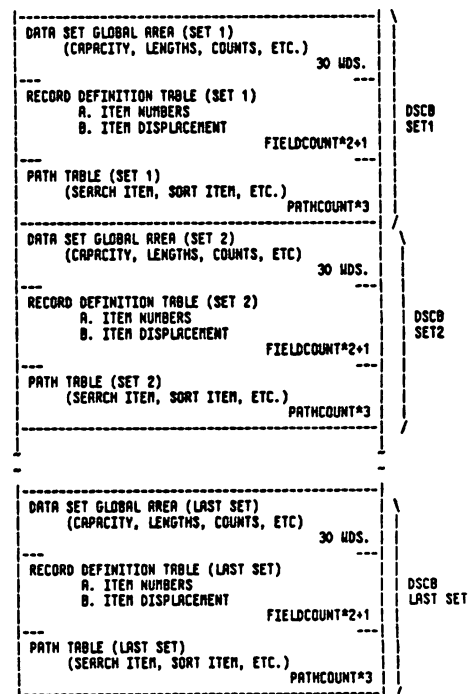 DATA SET GLOBAL AREA (SET 1)
(CAPACITY, LENGTHS, COUNTS, ETC.)
30 WDS.
RECORD DEFINITION TABLE (SET 1)
A. ITEM NUMBERS
B. ITEM DISPLACEMENT
FIELDCOUNT*2+1
PATH TABLE (SET 1)
(SEARCH ITEM, SORT ITEM, ETC.)
PATHCOUNT*3
DSCB
SET1
DATA SET GLOBAL AREA (SET 2)
(CAPACITY, LENGTHS, COUNTS, ETC)
30 WDS.
RECORD DEFINITION TABLE (SET 2)
A. ITEM NUMBERS
B. ITEM DISPLACEMENT
FIELDCOUNT*2+1
PATH TABLE (SET 2)
(SEARCH ITEM, SORT ITEM, ETC.)
PATHCOUNT*3
DSCB
SET2
DATA SET GLOBAL AREA (LAST SET)
(CAPACITY, LENGTHS, COUNTS, ETC)
30 WDS.
RECORD DEFINITION TABLE (LAST SET)
A. ITEM NUMBERS
B. ITEM DISPLACEMENT
FIELDCOUNT*2+1
PATH TABLE (LAST SET)
(SEARCH ITEM, SORT ITEM, ETC.)
PATHCOUNT*3
DSCB
LAST SET